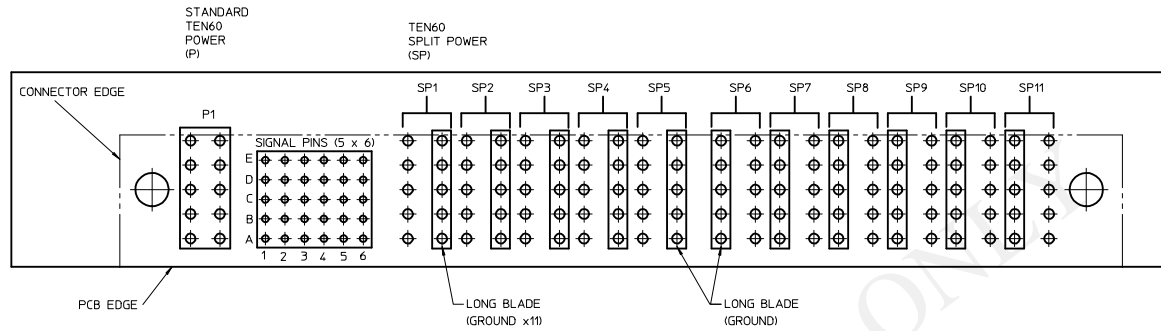 STANDARD
TEN60
POWER
(P)
TEN60
SPLIT POWER
(SP)
CONNECTOR EDGE
P1
SP1 SP2 SP3 SP4 SP5 SP6 SP7 SP8 SP9 SP10 SP11
SIGNAL PINS (5 x 6)
E
D
C
B
A
1 2 3 4 5 6
PCB EDGE
LONG BLADE
(GROUND x11)
LONG BLADE
(GROUND)
ONLY